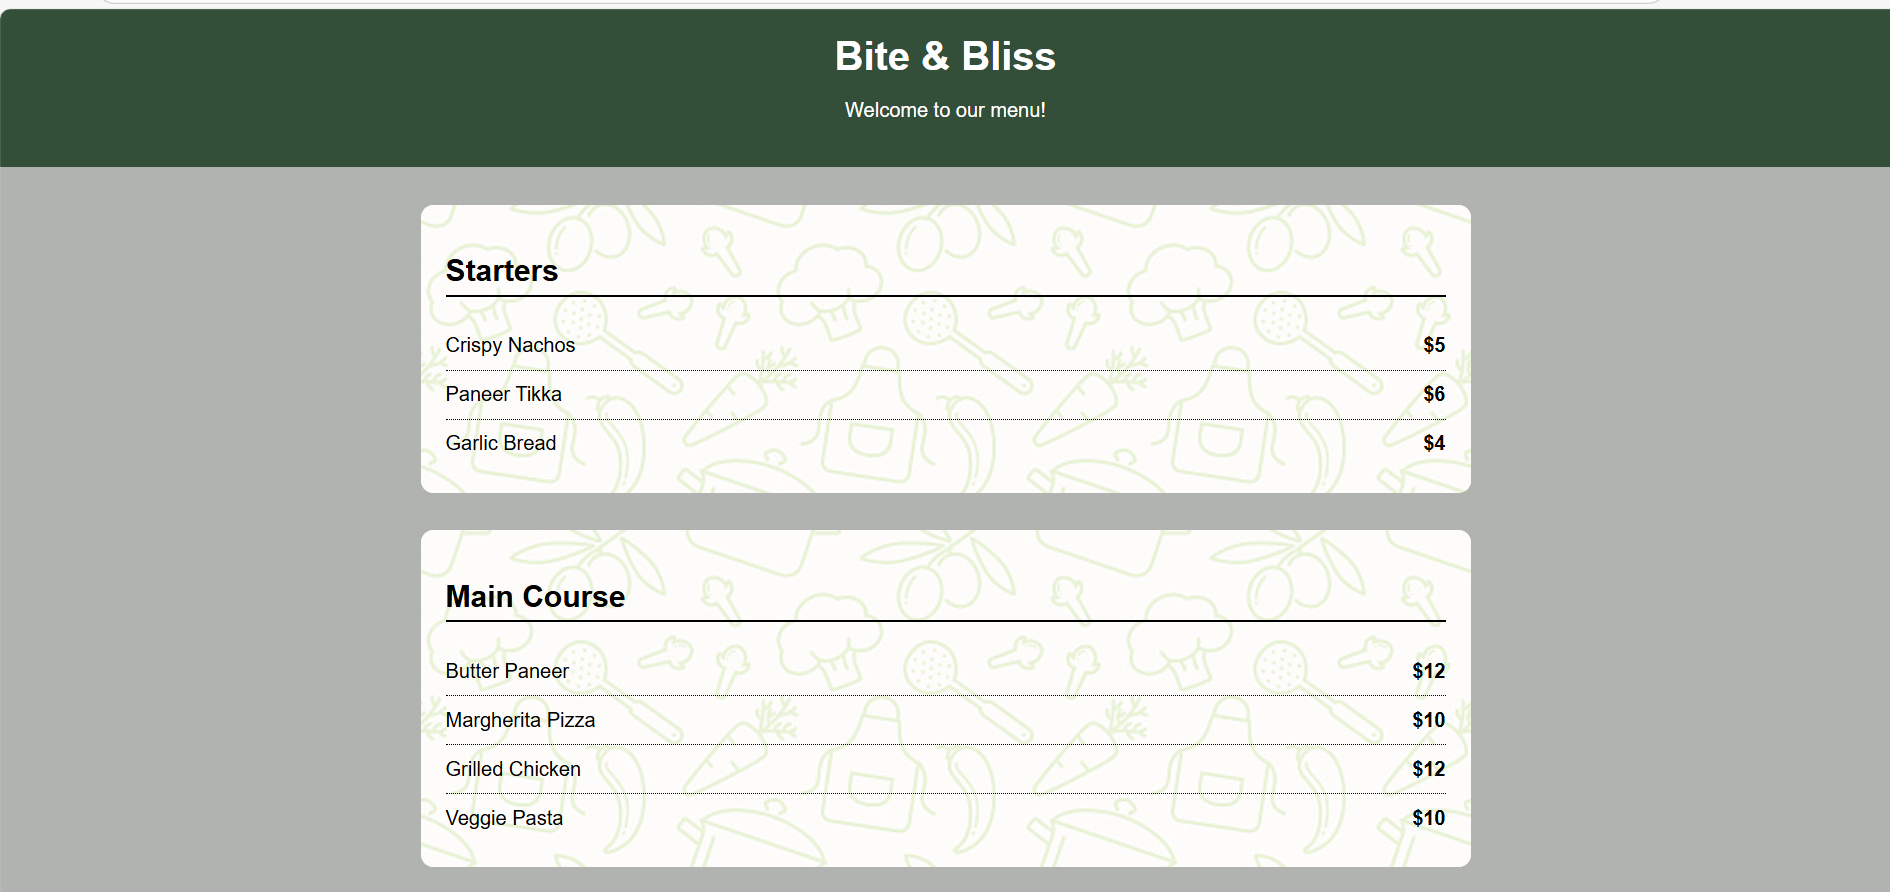 Bite & Bliss
Welcome to our menu!
Starters
Crispy Nachos $5
Paneer Tikka $6
Garlic Bread $4
Main Course
Butter Paneer $12
Margherita Pizza $10
Grilled Chicken $12
Veggie Pasta $10